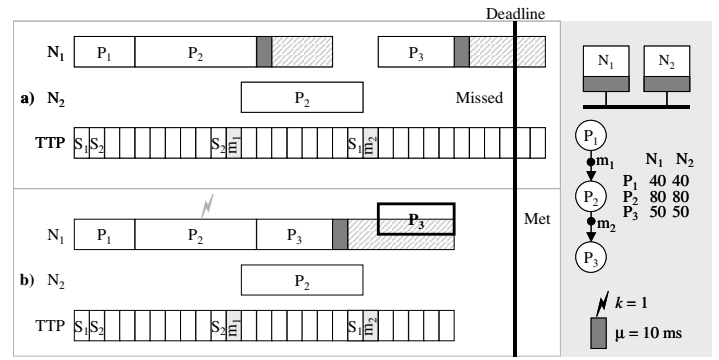 Deadline
N1 P1 P2 P3
a) N2 P2 Missed
TTP S1 S2 S2 m1 S1 m2
P3
N1 P1 P2 P3 Met
b) N2 P2
TTP S1 S2 S2 m1 S1 m2
N1 N2
P1
m1 N1 N2
P1 40 40
P2 P2 80 80
P3 50 50
m2
P3
k = 1
μ = 10 ms